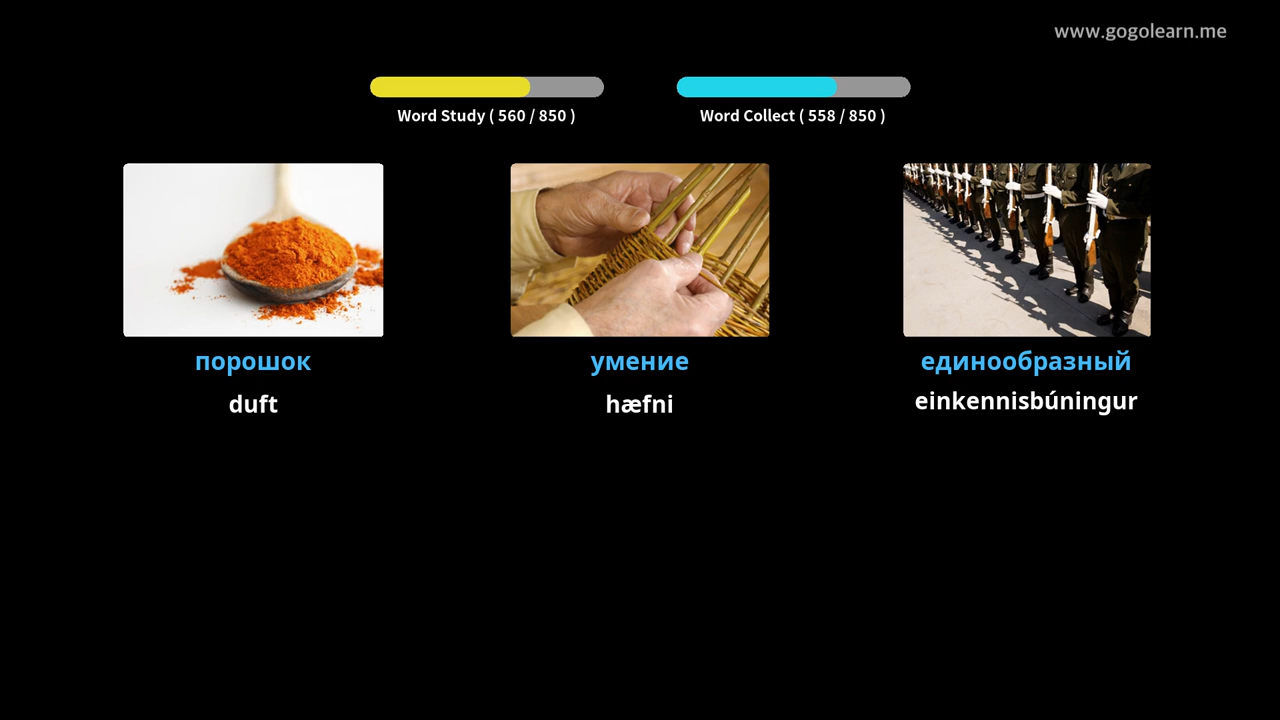 www.gogolearn.me
Word Study ( 560 / 850 )
Word Collect ( 558 / 850 )
порошок
умение
единообразный
duft
hæfni
einkennisbúningur